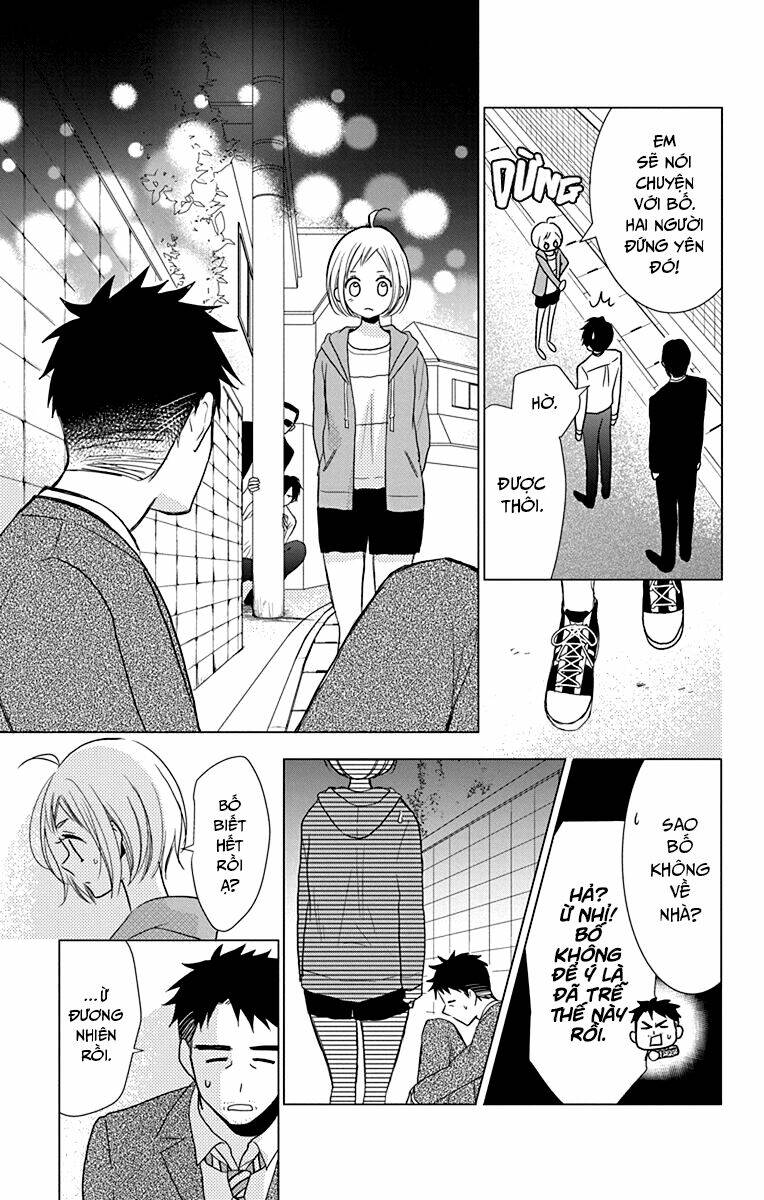 EM
SẼ NÓI
CHUYỆN
VỚI BỐ.
HAI NGƯỜI
ĐỨNG YÊN
ĐÓ!
DỪNG
HỜ.
ĐƯỢC
THÔI.
SAO
BỐ
KHÔNG
VỀ
NHÀ?
HẢ?
Ừ NHỈ!
BỐ
KHÔNG
ĐỂ Ý LÀ
ĐÃ TRỄ
THẾ NÀY
RỒI.
BỐ
BIẾT
HẾT
RỒI
Ạ?
...Ừ
ĐƯƠNG
NHIÊN
RỒI.